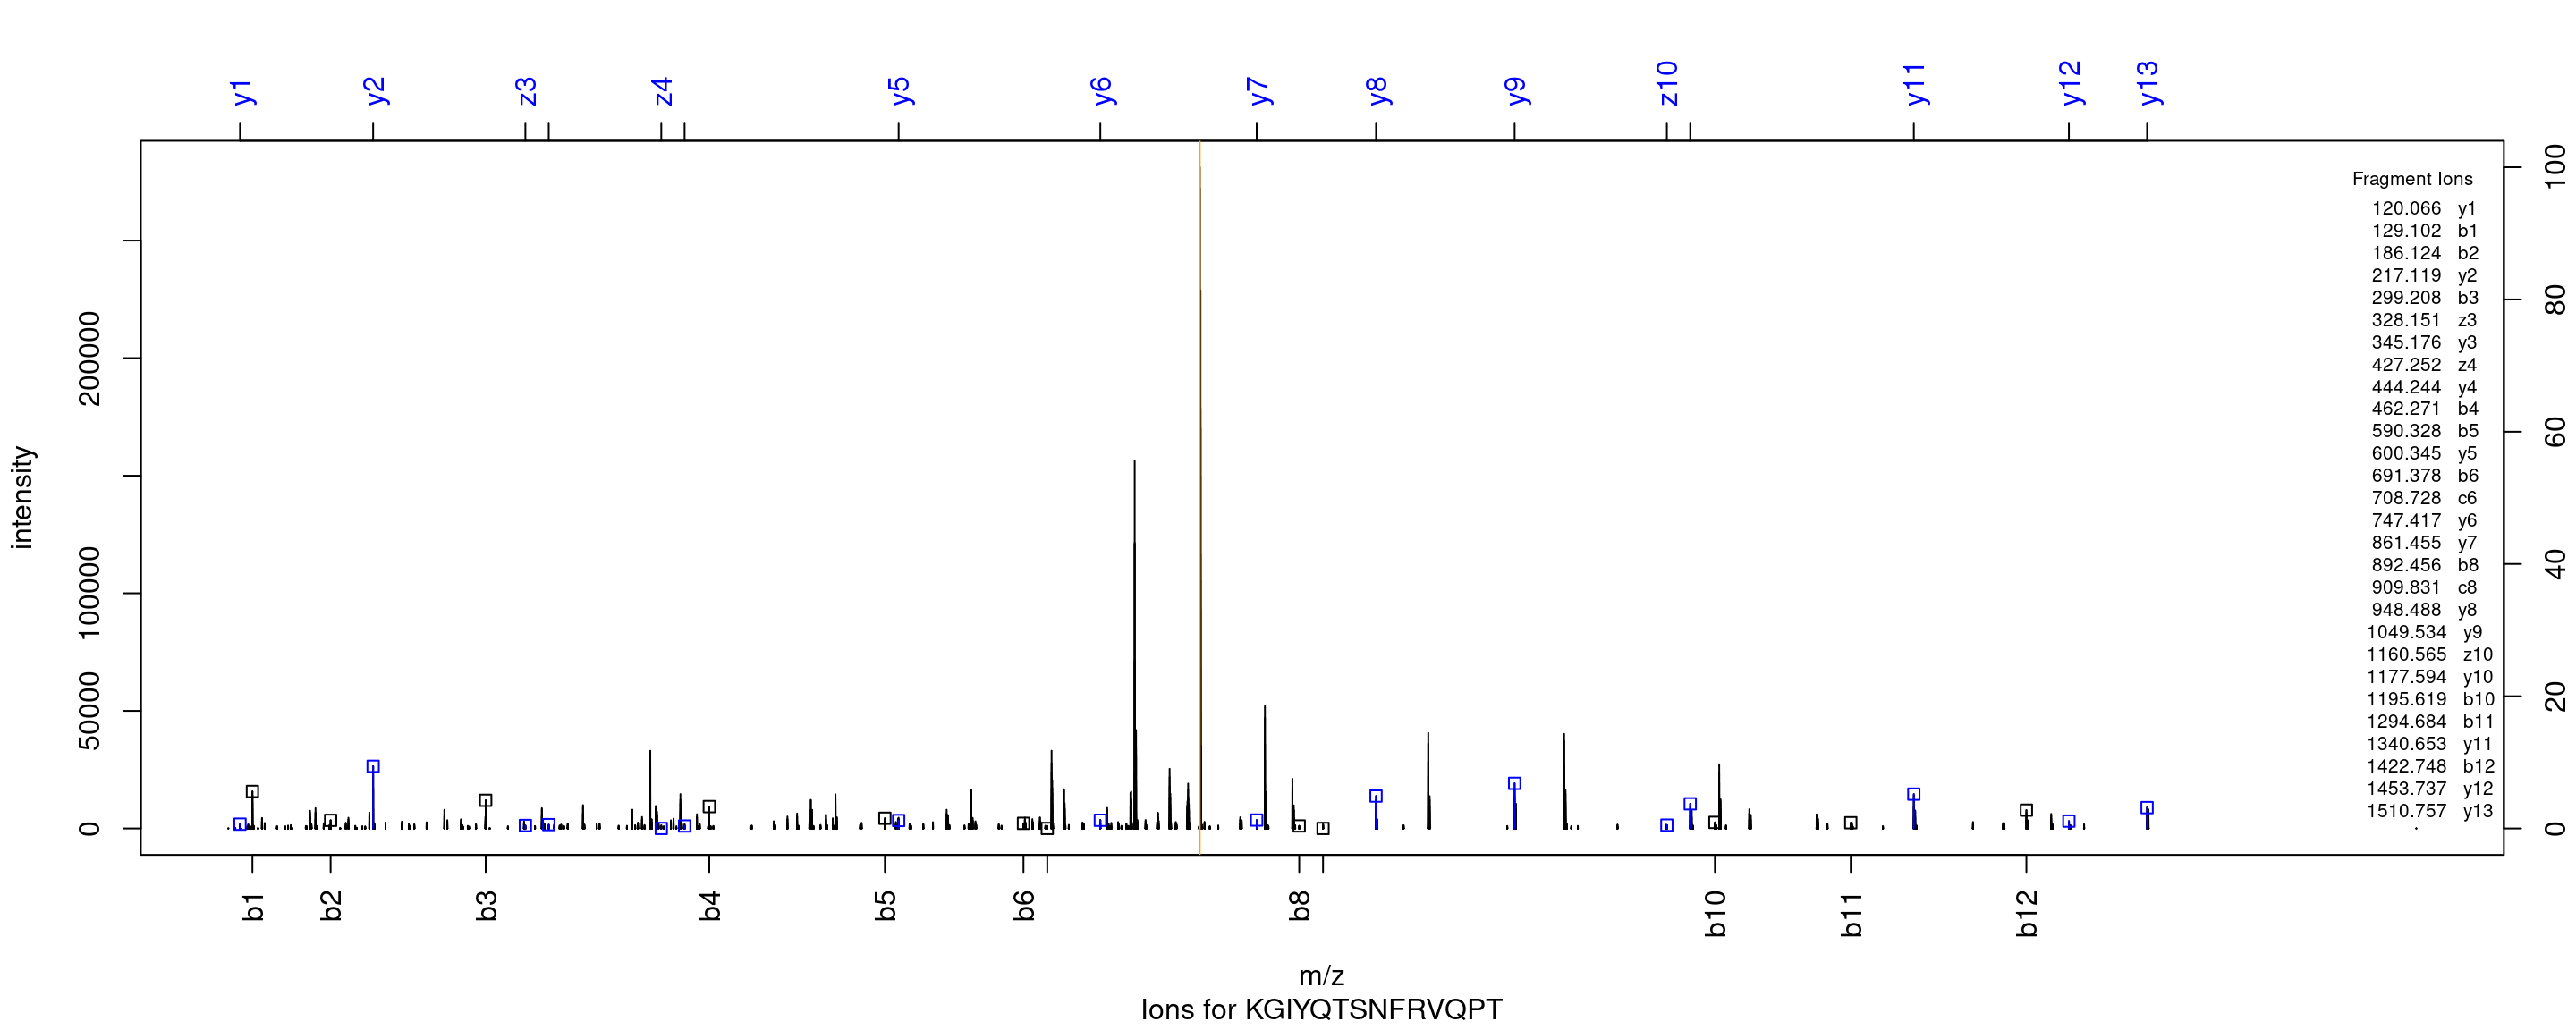 y1 y2 z3 z4 y5 y6 y7 y8 y9 z10 y11 y12 y13
Fragment Ions
120.066 y1
129.102 b1
186.124 b2
217.119 y2
299.208 b3
328.151 z3
345.176 y3
427.252 z4
444.244 y4
462.271 b4
590.328 b5
600.345 y5
691.378 b6
708.728 c6
747.417 y6
861.455 y7
892.456 b8
909.831 c8
948.488 y8
1049.534 y9
1160.565 z10
1177.594 y10
1195.619 b10
1294.684 b11
1340.653 y11
1422.748 b12
1453.737 y12
1510.757 y13
intensity
0 50000 100000 200000
0 20 40 60 80 100
b1 b2 b3 b4 b5 b6 b8 b10 b11 b12
m/z
Ions for KGIYQTSNFRVQPT